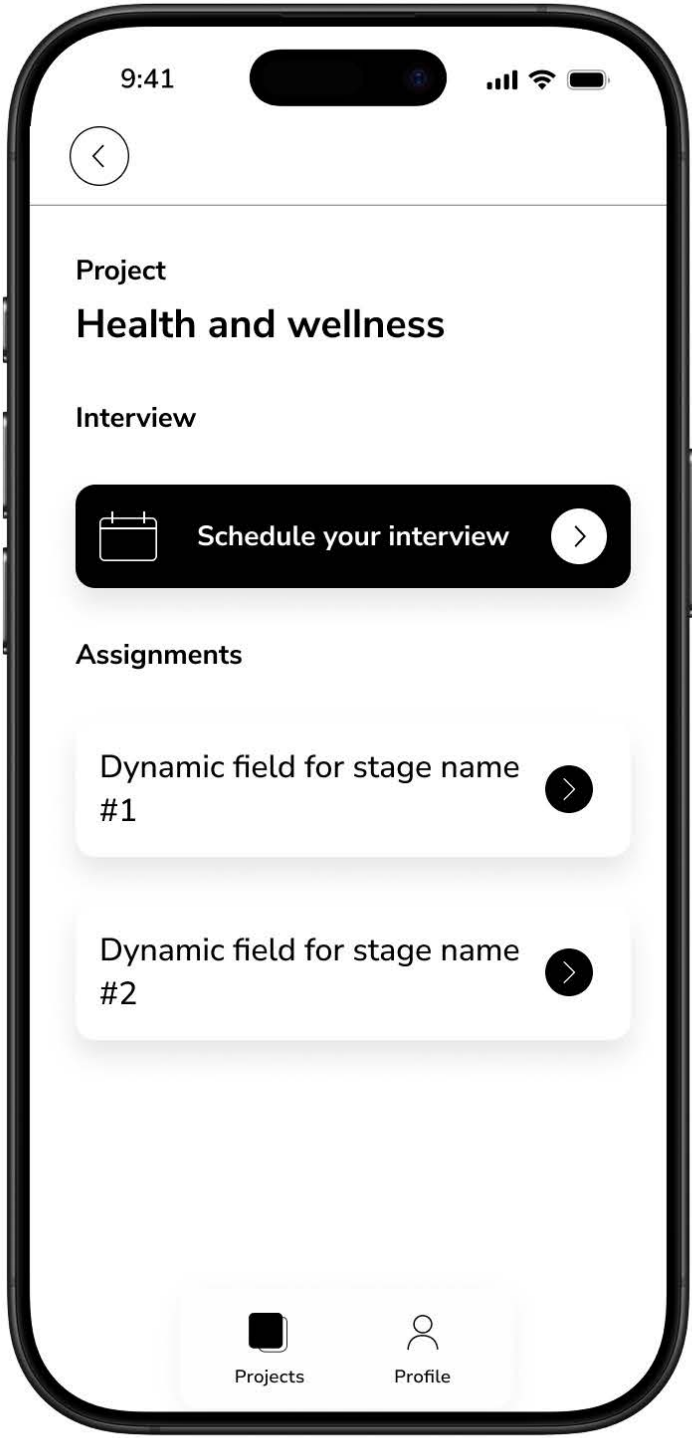 9:41
Project
Health and wellness
Interview
Schedule your interview
Assignments
Dynamic field for stage name
#1
Dynamic field for stage name
#2
Projects
Profile